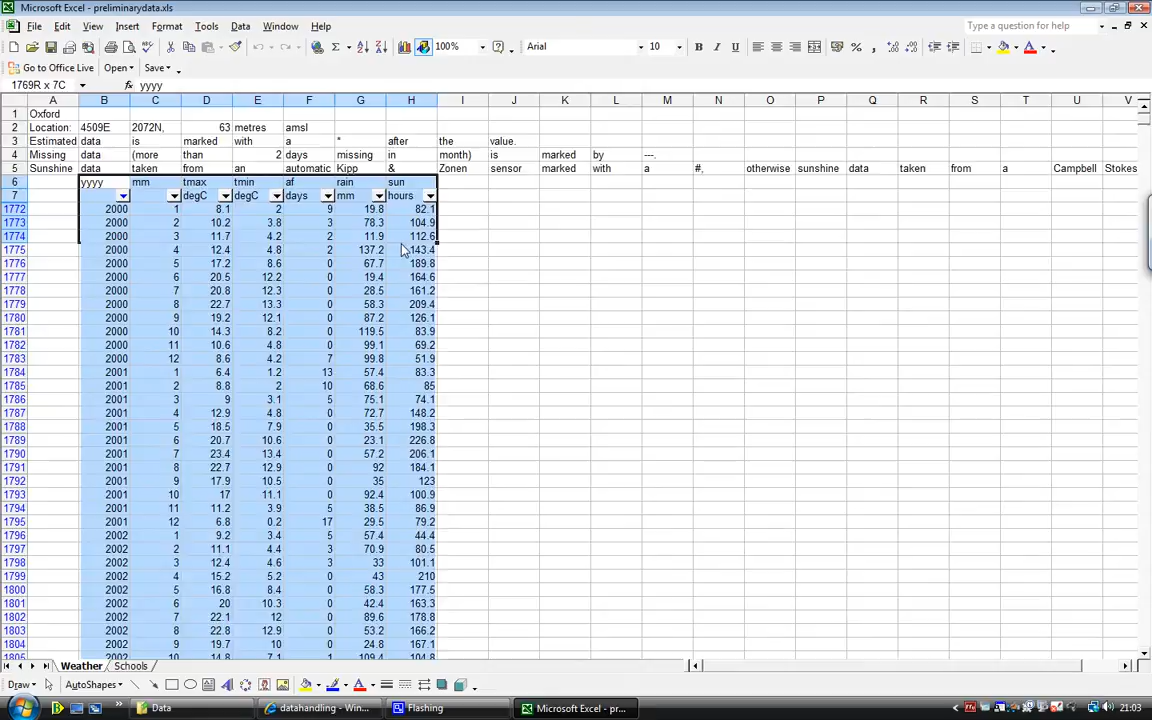 Microsoft Excel - preliminarydata.xls
File Edit View Insert Format Tools Data Window Help Type a question for help
100% Arial 10 B I U
Go to Office Live Open Save
1769R x 7C fx yyyy
A B C D E F G H I J K L M N O P Q R S T U V
1 Oxford
2 Location: 4509E 2072N, 63 metres amsl
3 Estimated data is marked with a * after the value.
4 Missing data (more than 2 days missing in month) is marked by ---.
5 Sunshine data taken from an automatic Kipp & Zonen sensor marked with a #, otherwise sunshine data taken from a Campbell Stokes
6 yyyy mm tmax tmin af rain sun
7 degC degC days mm hours
1772 2000 1 8.1 2 9 19.8 82.1
1773 2000 2 10.2 3.8 3 78.3 104.9
1774 2000 3 11.7 4.2 2 11.9 112.6
1775 2000 4 12.4 4.8 2 137.2 143.4
1776 2000 5 17.2 8.6 0 67.7 189.8
1777 2000 6 20.5 12.2 0 19.4 164.6
1778 2000 7 20.8 12.3 0 28.5 161.2
1779 2000 8 22.7 13.3 0 58.3 209.4
1780 2000 9 19.2 12.1 0 87.2 126.1
1781 2000 10 14.3 8.2 0 119.5 83.9
1782 2000 11 10.6 4.8 0 99.1 69.2
1783 2000 12 8.6 4.2 7 99.8 51.9
1784 2001 1 6.4 1.2 13 57.4 83.3
1785 2001 2 8.8 2 10 68.6 85
1786 2001 3 9 3.1 5 75.1 74.1
1787 2001 4 12.9 4.8 0 72.7 148.2
1788 2001 5 18.5 7.9 0 35.5 198.3
1789 2001 6 20.7 10.6 0 23.1 226.8
1790 2001 7 23.4 13.4 0 57.2 206.1
1791 2001 8 22.7 12.9 0 92 184.1
1792 2001 9 17.9 10.5 0 35 123
1793 2001 10 17 11.1 0 92.4 100.9
1794 2001 11 11.2 3.9 5 38.5 86.9
1795 2001 12 6.8 0.2 17 29.5 79.2
1796 2002 1 9.2 3.4 5 57.4 44.4
1797 2002 2 11.1 4.4 3 70.9 80.5
1798 2002 3 12.4 4.6 3 33 101.1
1799 2002 4 15.2 5.2 0 43 210
1800 2002 5 16.8 8.4 0 58.3 177.5
1801 2002 6 20 10.3 0 42.4 163.3
1802 2002 7 22.1 12 0 89.6 178.8
1803 2002 8 22.8 12.9 0 53.2 166.2
1804 2002 9 19.7 10 0 24.8 167.1
1805 2002 10 14.8 7.1 1 109.4 104.8
Weather Schools
Draw AutoShapes
Data datahandling - Win... Flashing Microsoft Excel - pr... 21:03